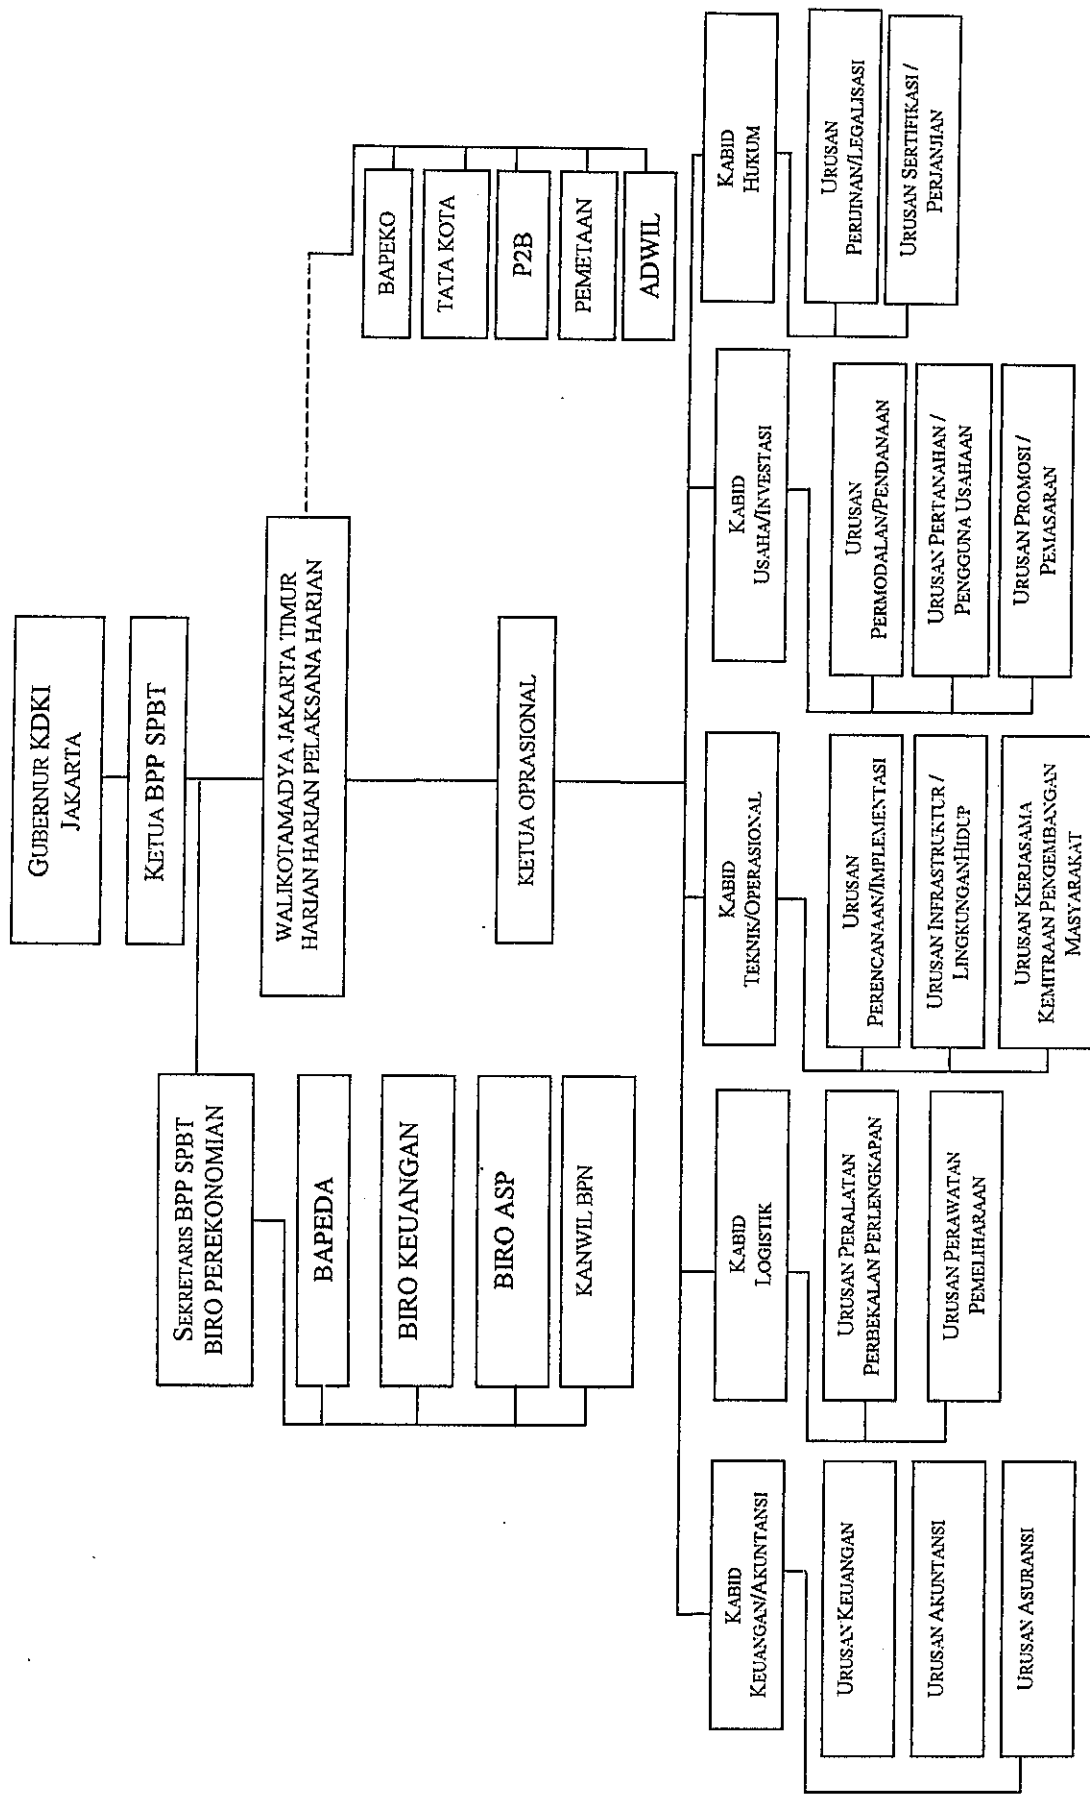 GUBERNUR KDKI
JAKARTA
KETUA BPP SPBT
SEKRETARIS BPP SPBT
BIRO PEREKONOMIAN
BAPEDA
BIRO KEUANGAN
BIRO ASP
KANWIL BPN
WALIKOTAMADYA JAKARTA TIMUR
HARIAN HARIAN PELAKSANA HARIAN
BAPEKO
TATA KOTA
P2B
PEMETAAN
ADWIL
KETUA OPRASIONAL
KABID
KEUANGAN/AKUNTANSI
URUSAN KEUANGAN
URUSAN AKUNTANSI
URUSAN ASURANSI
KABID
LOGISTIK
URUSAN PERALATAN
PERBEKALAN PERLENGKAPAN
URUSAN PERAWATAN
PEMELIHARAAN
KABID
TEKNIK/OPERASIONAL
URUSAN
PERENCANAAN/IMPLEMENTASI
URUSAN INFRASTRUKTUR /
LINGKUNGANHIDUP
URUSAN KERJASAMA
KEMITRAAN PENGEMBANGAN
MASYARAKAT
KABID
USAHA/INVESTASI
URUSAN
PERMODALAN/PENDANAAN
URUSAN PERTANAHAN /
PENGGUNA USAHAAN
URUSAN PROMOSI /
PEMASARAN
KABID
HUKUM
URUSAN
PERIJINAN/LEGALISASI
URUSAN SERTIFIKASI /
PERJANJIAN